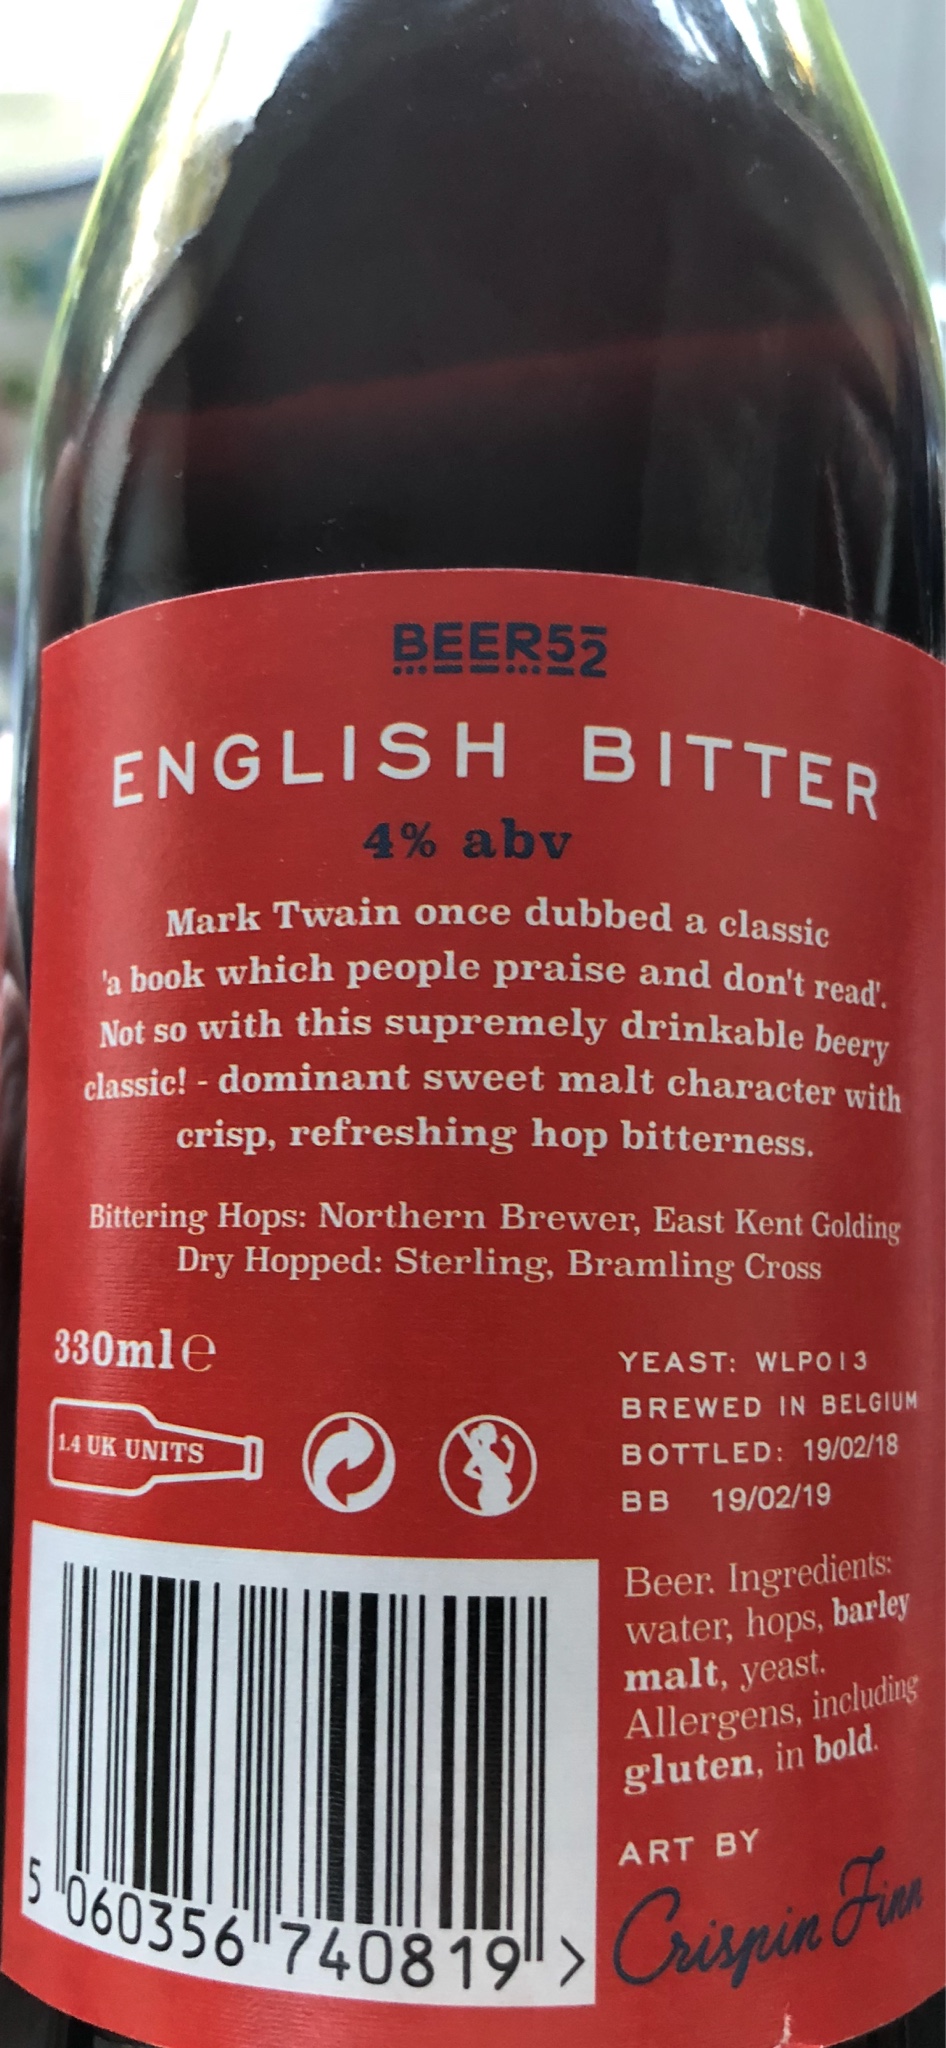 BEER52
ENGLISH BITTER
4% abv
Mark Twain once dubbed a classic
'a book which people praise and don't read'.
Not so with this supremely drinkable beery
classic! - dominant sweet malt character with
crisp, refreshing hop bitterness.
Bittering Hops: Northern Brewer, East Kent Golding
Dry Hopped: Sterling, Bramling Cross
330ml℮
1.4 UK UNITS
YEAST: WLP013
BREWED IN BELGIUM
BOTTLED: 19/02/18
BB 19/02/19
Beer. Ingredients:
water, hops, barley
malt, yeast.
Allergens, including
gluten, in bold.
ART BY
Crispin Finn
5 060356 740819 >